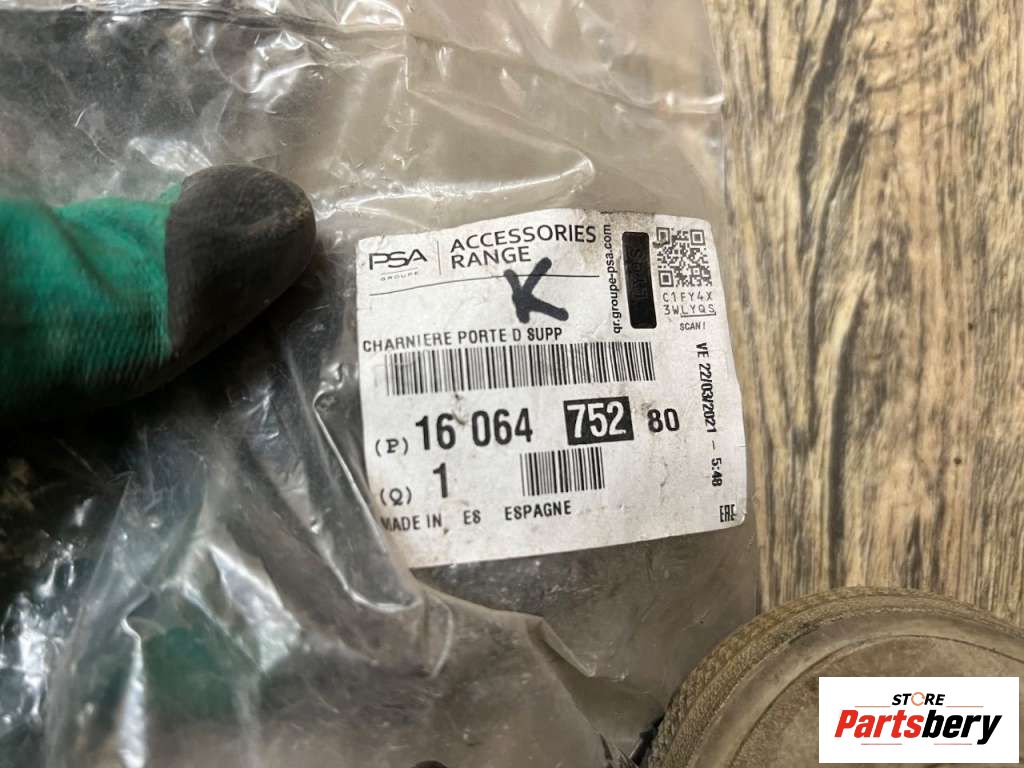 PSA
GROUPE
ACCESSORIES
RANGE
K
qr.groupe-psa.com
C1FY4X
3WLYQS
SCAN !
CHARNIERE PORTE D SUPP
(P) 16 064 752 80
(Q) 1
MADE IN ES ESPAGNE
VE 22/03/2021 - 5:48
STORE
Partsbery